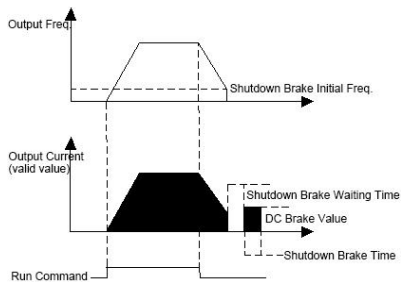 Output Freq.
Shutdown Brake Initial Freq.
Output Current
(valid value)
Shutdown Brake Waiting Time
DC Brake Value
Shutdown Brake Time
Run Command